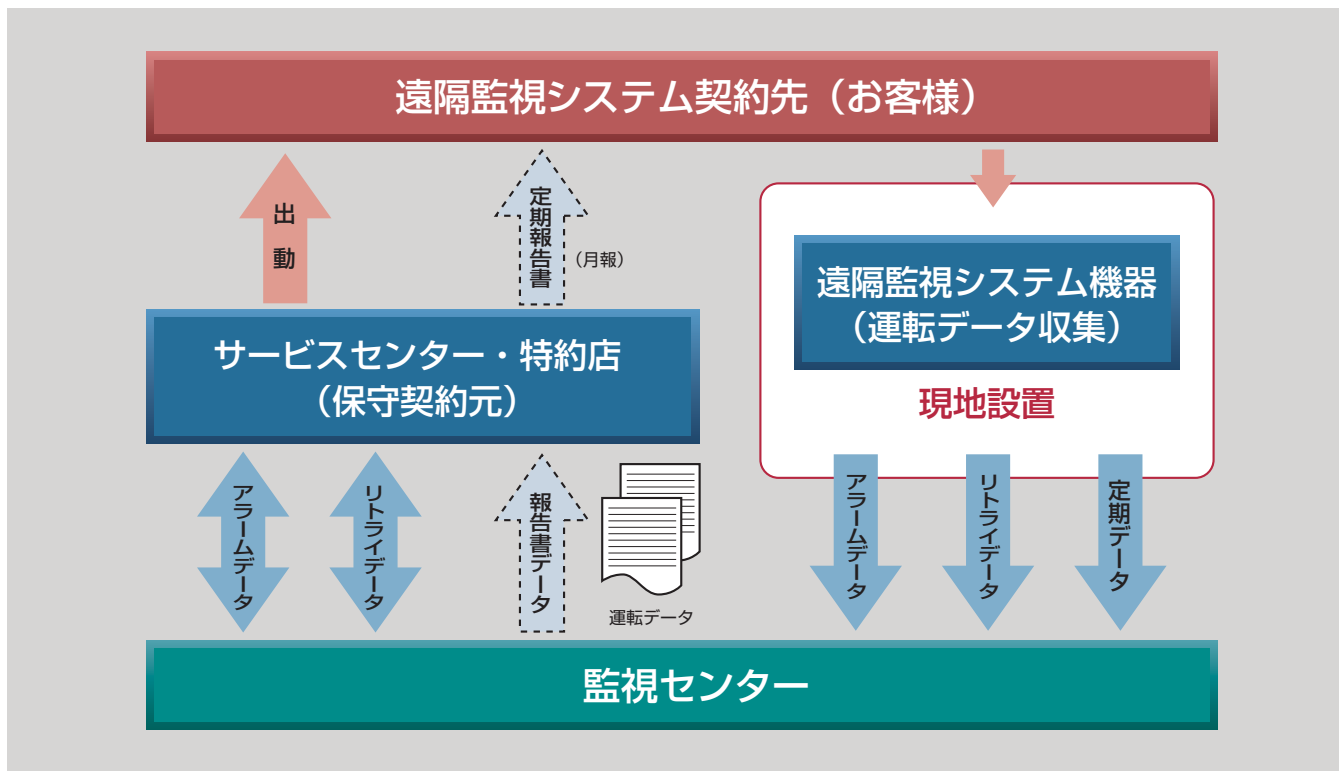 遠隔監視システム契約先（お客様）
出動
定期報告書
（月報）
遠隔監視システム機器
（運転データ収集）
現地設置
サービスセンター・特約店
（保守契約元）
アラームデータ
リトライデータ
報告書データ
運転データ
アラームデータ
リトライデータ
定期データ
監視センター